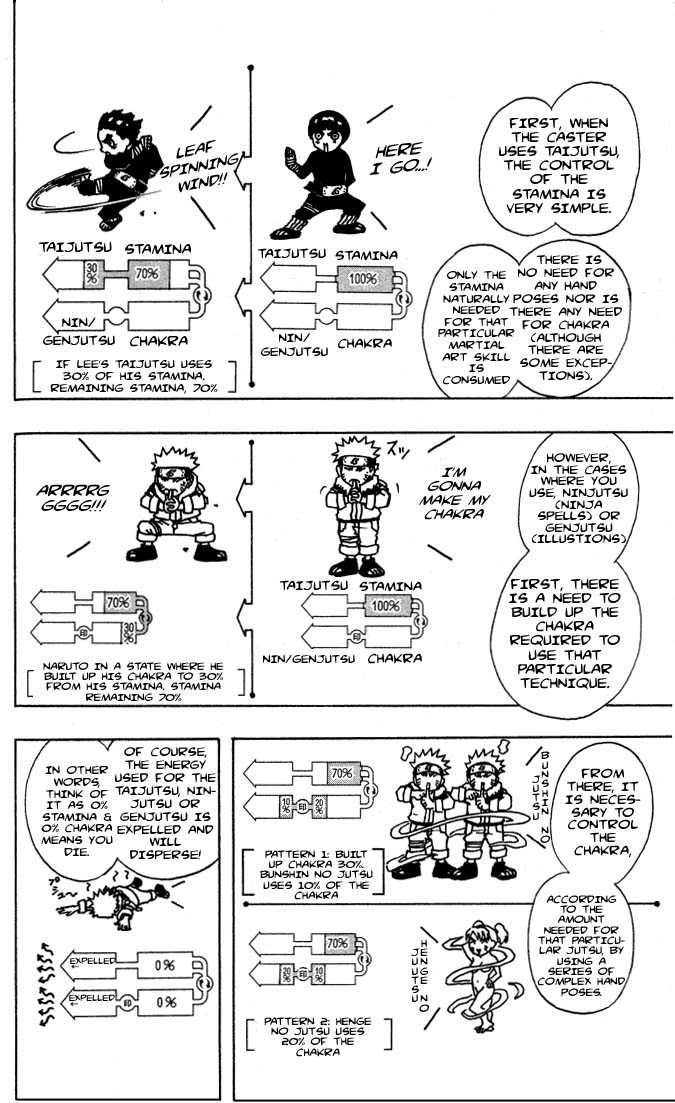 FIRST, WHEN
THE CASTER
USES TAIJUTSU,
THE CONTROL
OF THE
STAMINA IS
VERY SIMPLE.
THERE IS
NO NEED FOR
ANY HAND
POSES NOR IS
THERE ANY NEED
FOR CHAKRA
(ALTHOUGH
THERE ARE
SOME EXCEP-
TIONS).
ONLY THE
STAMINA
NATURALLY
NEEDED
FOR THAT
PARTICULAR
MARTIAL
ART SKILL
IS
CONSUMED
HERE
I GO...!
TAIJUTSU STAMINA
100%
NIN/
GENJUTSU CHAKRA
LEAF
SPINNING
WIND!!
TAIJUTSU STAMINA
30
%
70%
NIN/
GENJUTSU CHAKRA
IF LEE'S TAIJUTSU USES
30% OF HIS STAMINA,
REMAINING STAMINA, 70%
HOWEVER,
IN THE CASES
WHERE YOU
USE, NINJUTSU
(NINJA
SPELLS) OR
GENJUTSU
(ILLUSTIONS)
FIRST, THERE
IS A NEED TO
BUILD UP THE
CHAKRA
REQUIRED TO
USE THAT
PARTICULAR
TECHNIQUE.
ズッ
I'M
GONNA
MAKE MY
CHAKRA
TAIJUTSU STAMINA
100%
印
NIN/GENJUTSU CHAKRA
ARRRRG
GGGG!!!
70%
印
30
%
NARUTO IN A STATE WHERE HE
BUILT UP HIS CHAKRA TO 30%
FROM HIS STAMINA. STAMINA
REMAINING 70%
FROM
THERE, IT
IS NECES-
SARY TO
CONTROL
THE
CHAKRA,
ACCORDING
TO THE
AMOUNT
NEEDED FOR
THAT PARTICU-
LAR JUTSU, BY
USING A
SERIES OF
COMPLEX HAND
POSES.
BUNSHIN NO
JUTSU
70%
10
%
印
20
%
PATTERN 1: BUILT
UP CHAKRA 30%.
BUNSHIN NO JUTSU
USES 10% OF THE
CHAKRA
HENGE NO
JUTSU
70%
20
%
印
10
%
PATTERN 2: HENGE
NO JUTSU USES
20% OF THE
CHAKRA
OF COURSE,
THE ENERGY
USED FOR THE
TAIJUTSU, NIN-
JUTSU OR
GENJUTSU IS
EXPELLED AND
WILL
DISPERSE!
IN OTHER
WORDS,
THINK OF
IT AS 0%
STAMINA &
0% CHAKRA
MEANS YOU
DIE.
EXPELLED
←
0%
EXPELLED
←
印
0%